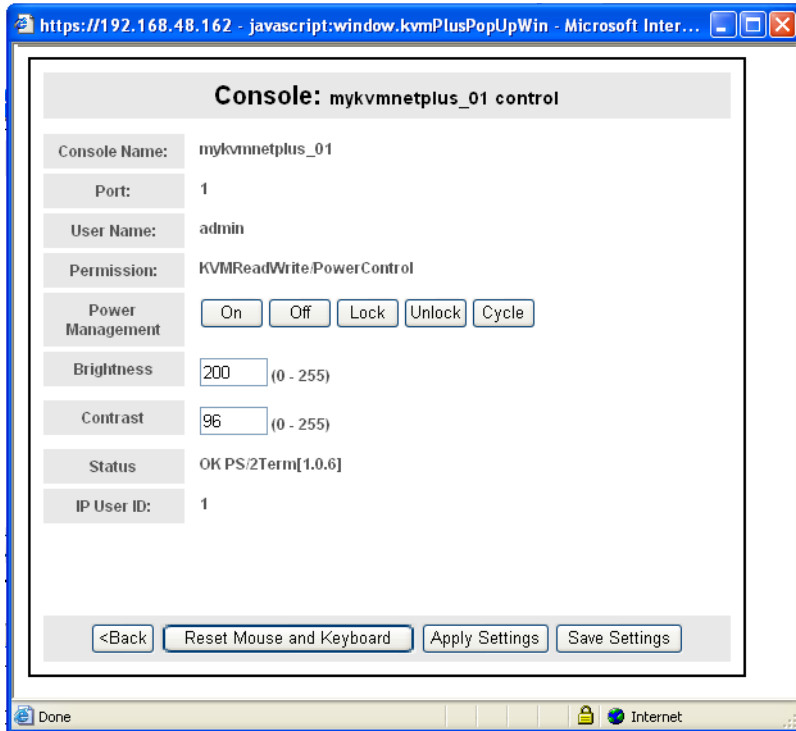 https://192.168.48.162 - javascript:window.kvmPlusPopUpWin - Microsoft Inter...
Console: mykvmnetplus_01 control
Console Name: mykvmnetplus_01
Port: 1
User Name: admin
Permission: KVMReadWrite/PowerControl
Power
Management On Off Lock Unlock Cycle
Brightness 200 (0 - 255)
Contrast 96 (0 - 255)
Status OK PS/2Term[1.0.6]
IP User ID: 1
<Back Reset Mouse and Keyboard Apply Settings Save Settings
Done Internet